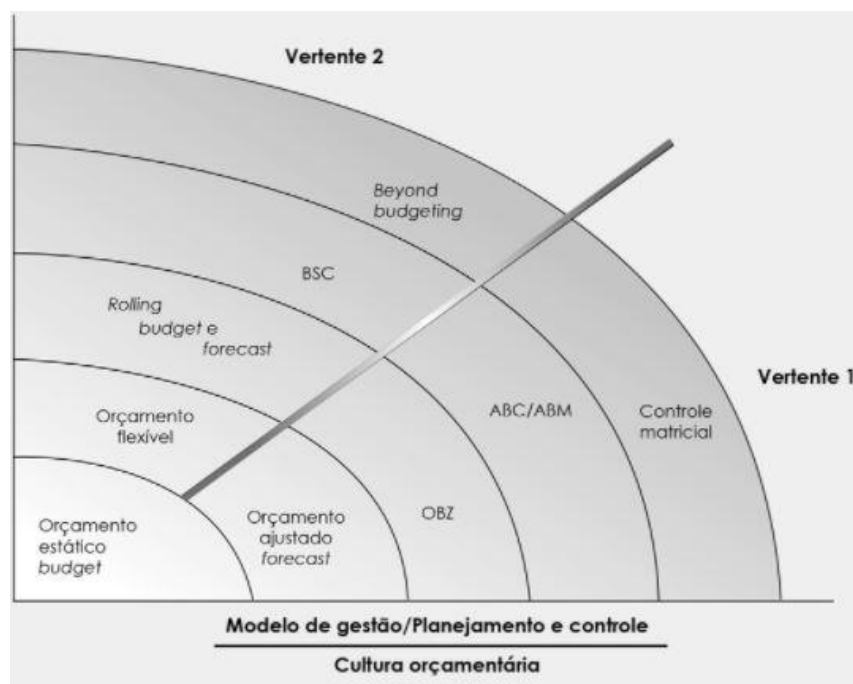 Vertente 2
Beyond
budgeting
BSC
Rolling
budget e
forecast
Vertente 1
ABC/ABM
Controle
matricial
Orçamento
flexível
Orçamento
ajustado
forecast
OBZ
Orçamento
estático
budget
Modelo de gestão/Planejamento e controle
Cultura orçamentária